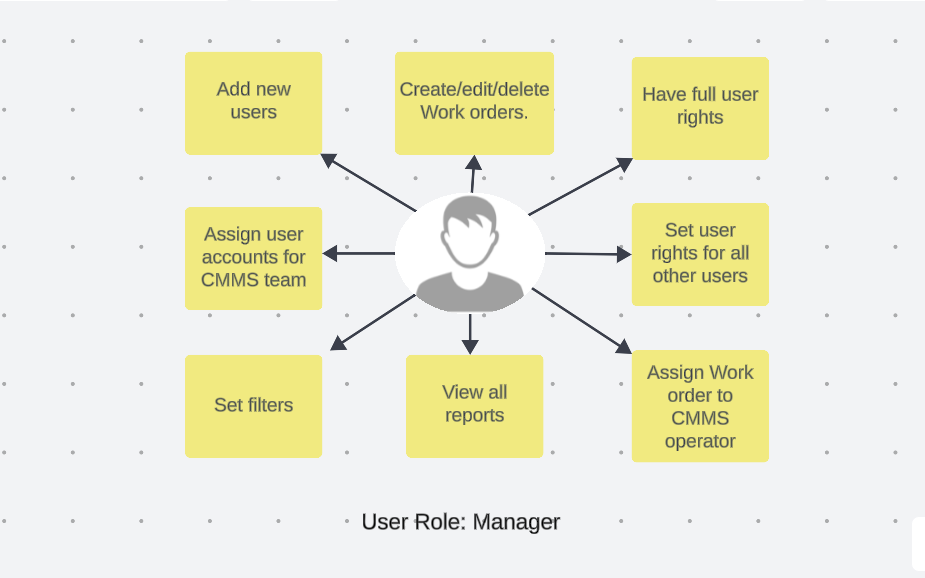 Add new
users
Create/edit/delete
Work orders.
Have full user
rights
Assign user
accounts for
CMMS team
Set user
rights for all
other users
Set filters
View all
reports
Assign Work
order to
CMMS
operator
User Role: Manager